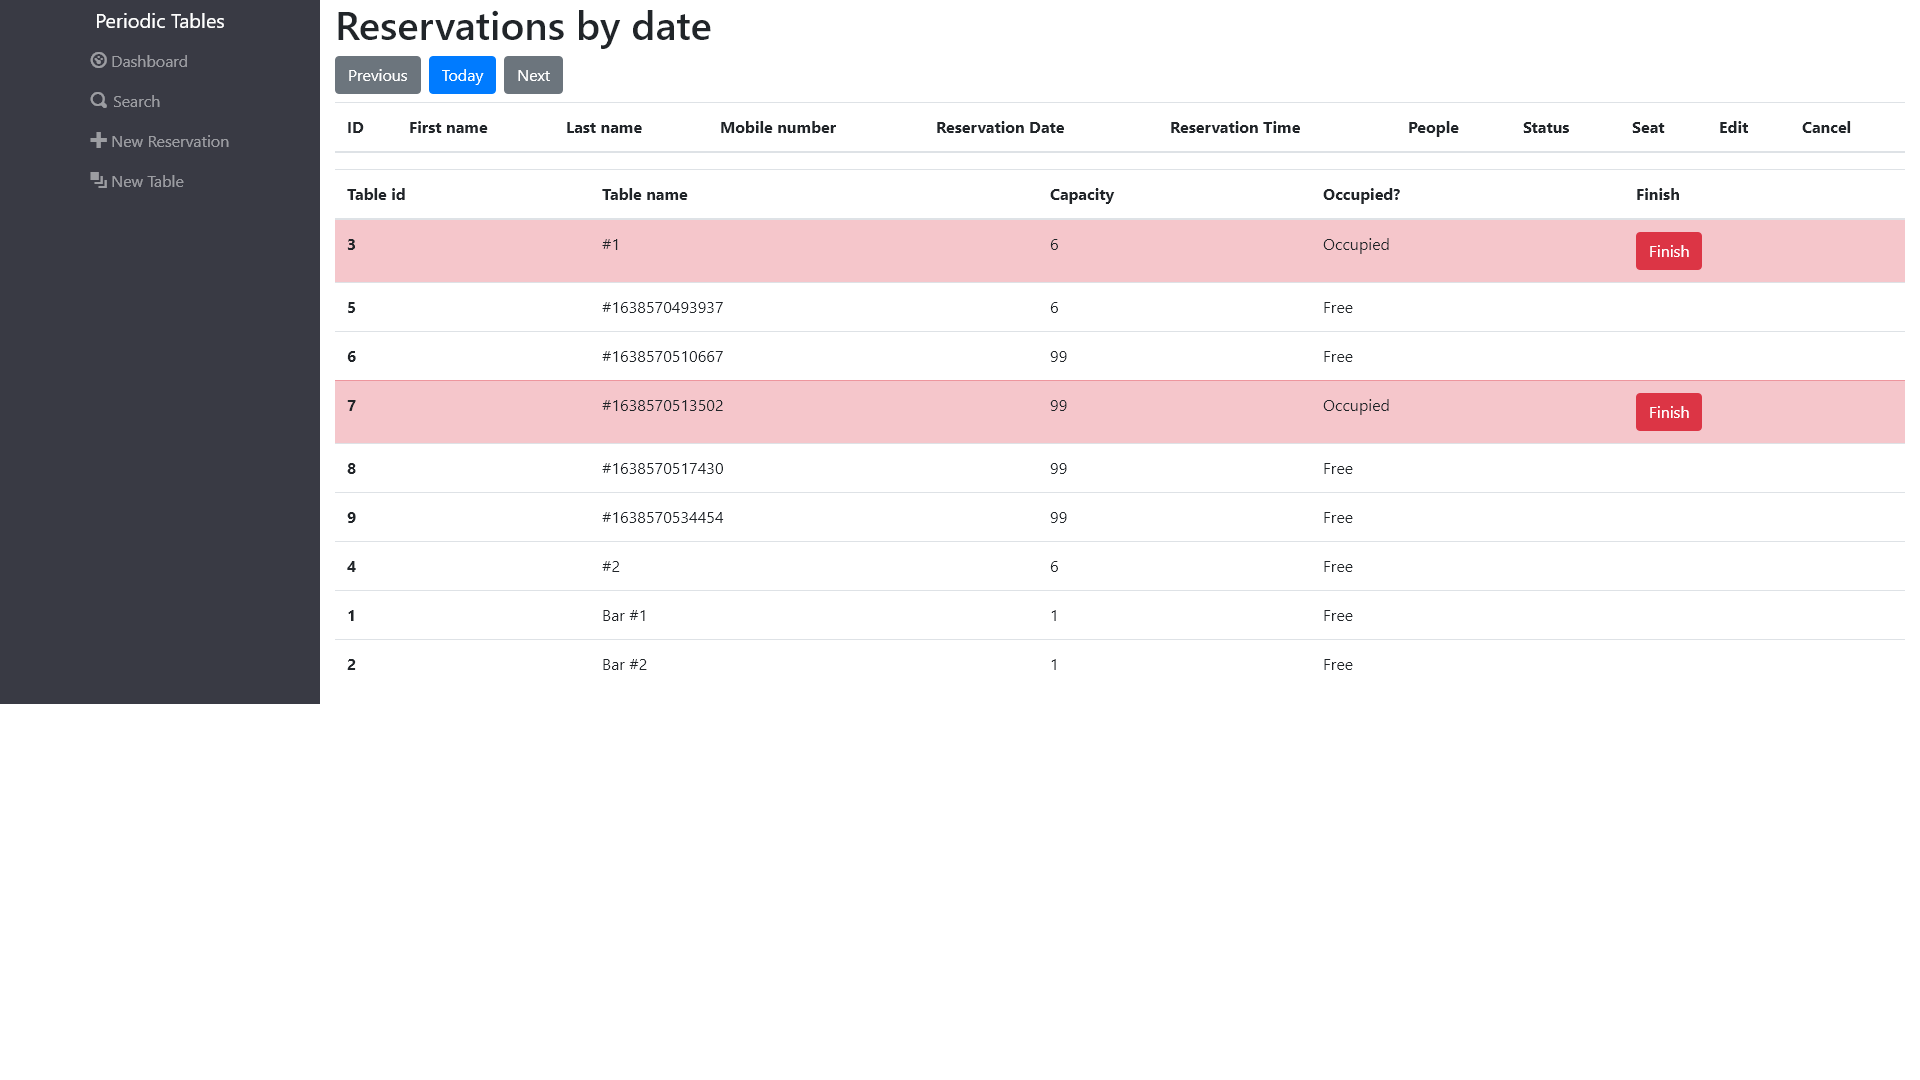 Periodic Tables
Dashboard
Search
New Reservation
New Table
Reservations by date
Previous Today Next
ID First name Last name Mobile number Reservation Date Reservation Time People Status Seat Edit Cancel
Table id Table name Capacity Occupied? Finish
3 #1 6 Occupied Finish
5 #1638570493937 6 Free
6 #1638570510667 99 Free
7 #1638570513502 99 Occupied Finish
8 #1638570517430 99 Free
9 #1638570534454 99 Free
4 #2 6 Free
1 Bar #1 1 Free
2 Bar #2 1 Free